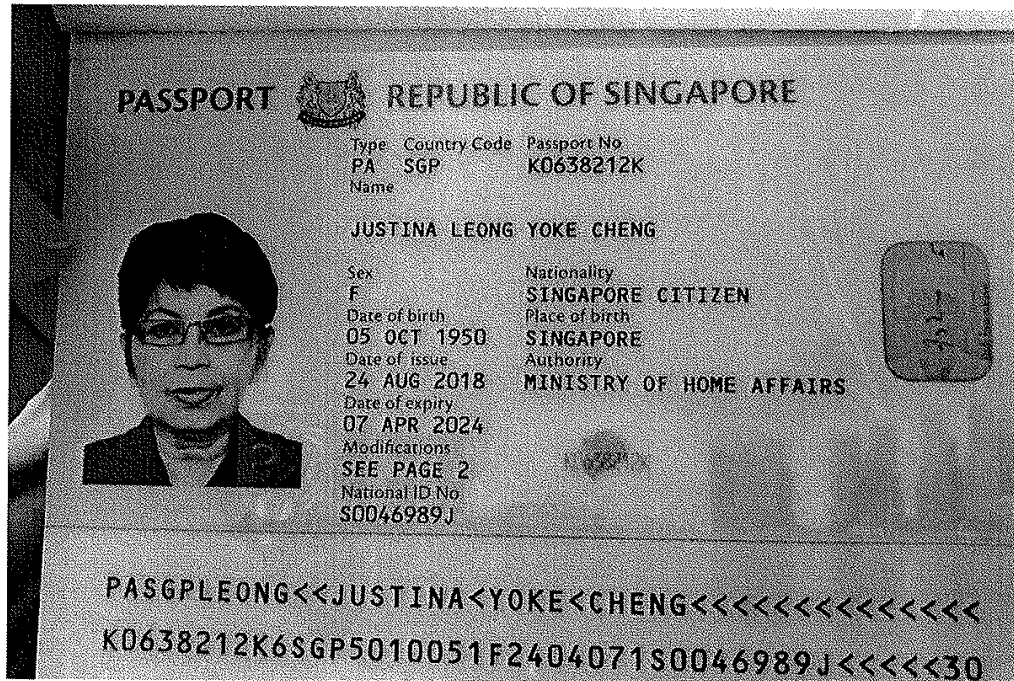 PASSPORT REPUBLIC OF SINGAPORE
Type Country Code Passport No
PA SGP K0638212K
Name
JUSTINA LEONG YOKE CHENG
Sex Nationality
F SINGAPORE CITIZEN
Date of birth Place of birth
05 OCT 1950 SINGAPORE
Date of issue Authority
24 AUG 2018 MINISTRY OF HOME AFFAIRS
Date of expiry
07 APR 2024
Modifications
SEE PAGE 2
National ID No
S0046989J
PASGPLEONG<<JUSTINA<YOKE<CHENG<<<<<<<<<<<<<<
K0638212K6SGP5010051F2404071S0046989J<<<<<30